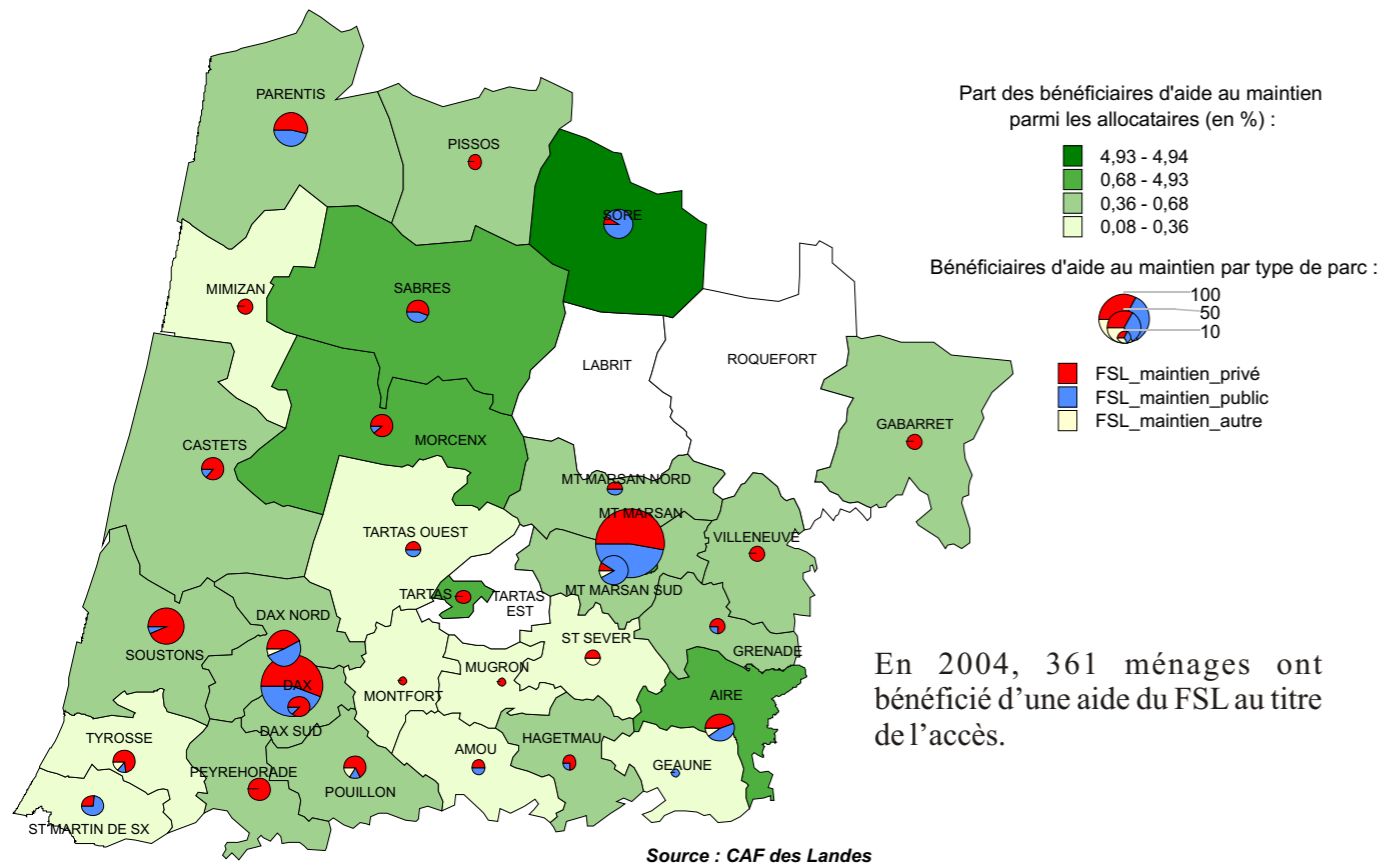 PARENTIS
PISSOS
SORE
MIMIZAN
SABRES
LABRIT
ROQUEFORT
GABARRET
CASTETS
MORCENX
MT MARSAN NORD
MT MARSAN
VILLENEUVE
TARTAS OUEST
MT MARSAN SUD
TARTAS
TARTAS
EST
DAX NORD
ST SEVER
GRENADE
SOUSTONS
MUGRON
MONTFORT
DAX
AIRE
DAX SUD
TYROSSE
AMOU
HAGETMAU
GEAUNE
PEYREHORADE
POUILLON
ST MARTIN DE SX
Part des bénéficiaires d'aide au maintien
parmi les allocataires (en %) :
4,93 - 4,94
0,68 - 4,93
0,36 - 0,68
0,08 - 0,36
Bénéficiaires d'aide au maintien par type de parc :
100
50
10
FSL_maintien_privé
FSL_maintien_public
FSL_maintien_autre
En 2004, 361 ménages ont
bénéficié d'une aide du FSL au titre
de l'accès.
Source : CAF des Landes